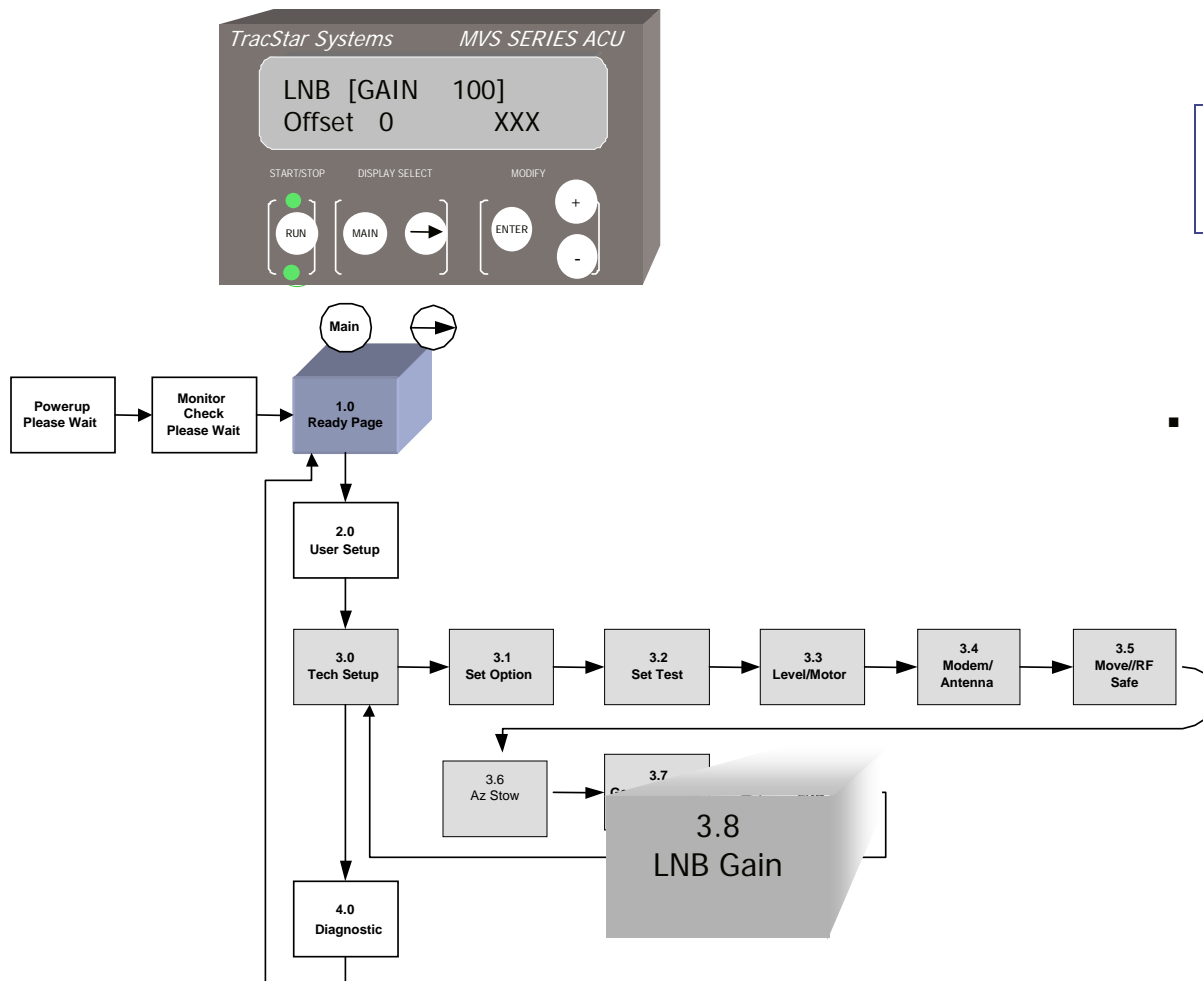 TracStar Systems MVS SERIES ACU
LNB [GAIN 100]
Offset 0 XXX
START/STOP DISPLAY SELECT MODIFY
RUN MAIN ENTER +
-
Main
Powerup
Please Wait
Monitor
Check
Please Wait
1.0
Ready Page
2.0
User Setup
3.0
Tech Setup
3.1
Set Option
3.2
Set Test
3.3
Level/Motor
3.4
Modem/
Antenna
3.5
Move//RF
Safe
3.6
Az Stow
3.7
3.8
LNB Gain
4.0
Diagnostic